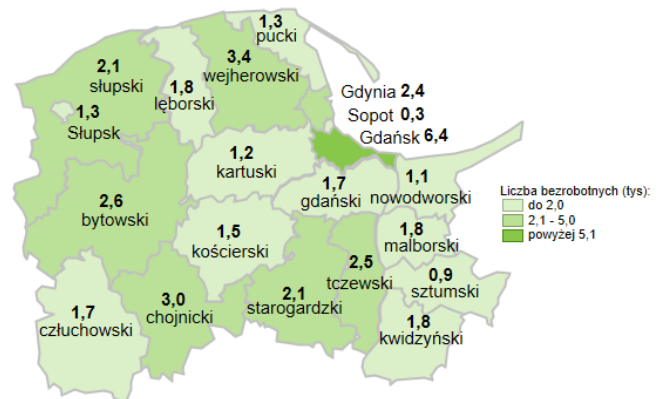 1,3
pucki
3,4
wejherowski
2,1
słupski
1,8
lęborski
1,3
Słupsk
Gdynia 2,4
Sopot 0,3
Gdańsk 6,4
1,2
kartuski
1,7
gdański
1,1
nowodworski
2,6
bytowski
1,5
kościerski
1,8
malborski
2,5
tczewski
0,9
sztumski
1,7
człuchowski
3,0
chojnicki
2,1
starogardzki
1,8
kwidzyński
Liczba bezrobotnych (tys):
do 2,0
2,1 - 5,0
powyżej 5,1